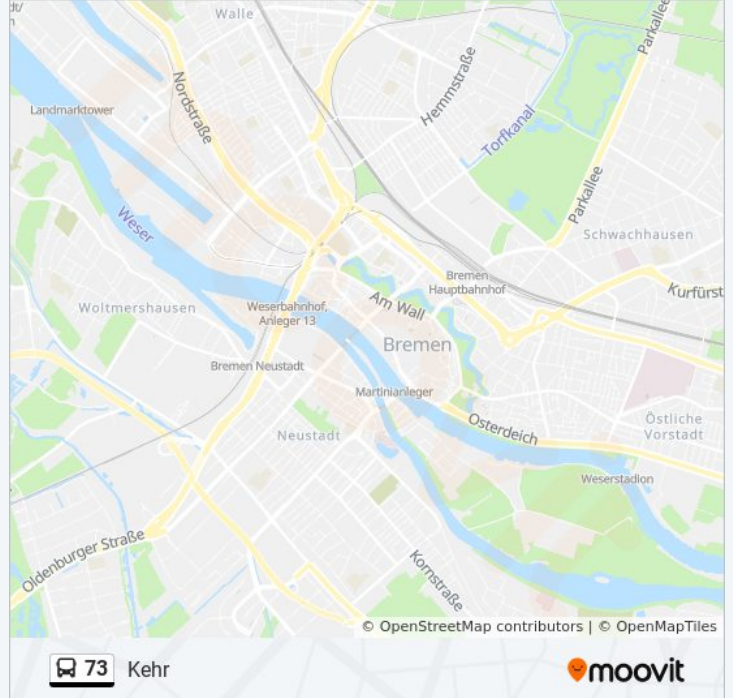 dt/
Walle
Parkallee
Nordstraße
Hemmstraße
Landmarktower
Torfkanal
Parkallee
Weser
Schwachhausen
Bremen
Hauptbahnhof
Kurfürst
Am Wall
Woltmershausen
Weserbahnhof,
Anleger 13
Bremen
Bremen Neustadt
Martinianleger
Osterdeich
Östliche
Vorstadt
Neustadt
Weserstadion
Oldenburger Straße
Kornstraße
© OpenStreetMap contributors | © OpenMapTiles
73 Kehr
moovit